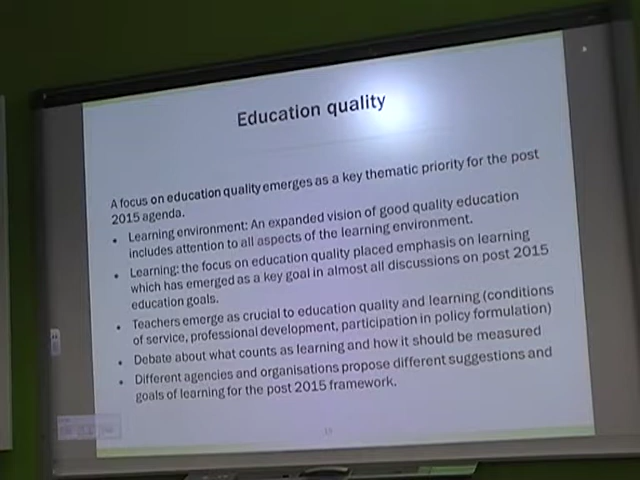 Education quality
A focus on education quality emerges as a key thematic priority for the post
2015 agenda.
• Learning environment: An expanded vision of good quality education
includes attention to all aspects of the learning environment.
• Learning: the focus on education quality placed emphasis on learning
which has emerged as a key goal in almost all discussions on post 2015
education goals.
• Teachers emerge as crucial to education quality and learning (conditions
of service, professional development, participation in policy formulation)
• Debate about what counts as learning and how it should be measured
• Different agencies and organisations propose different suggestions and
goals of learning for the post 2015 framework.